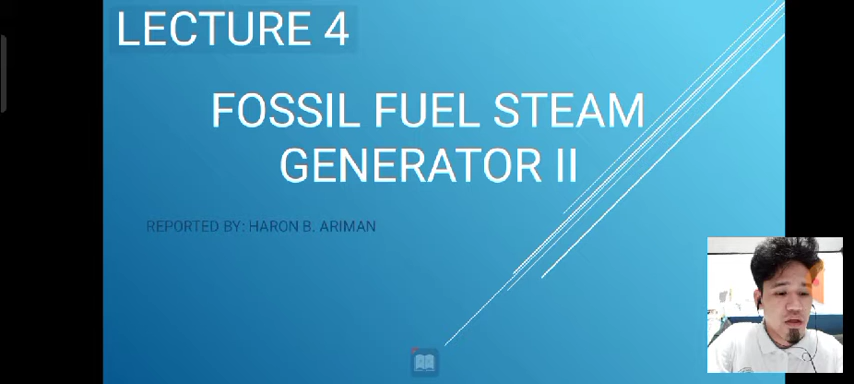 LECTURE 4
FOSSIL FUEL STEAM
GENERATOR II
REPORTED BY: HARON B. ARIMAN